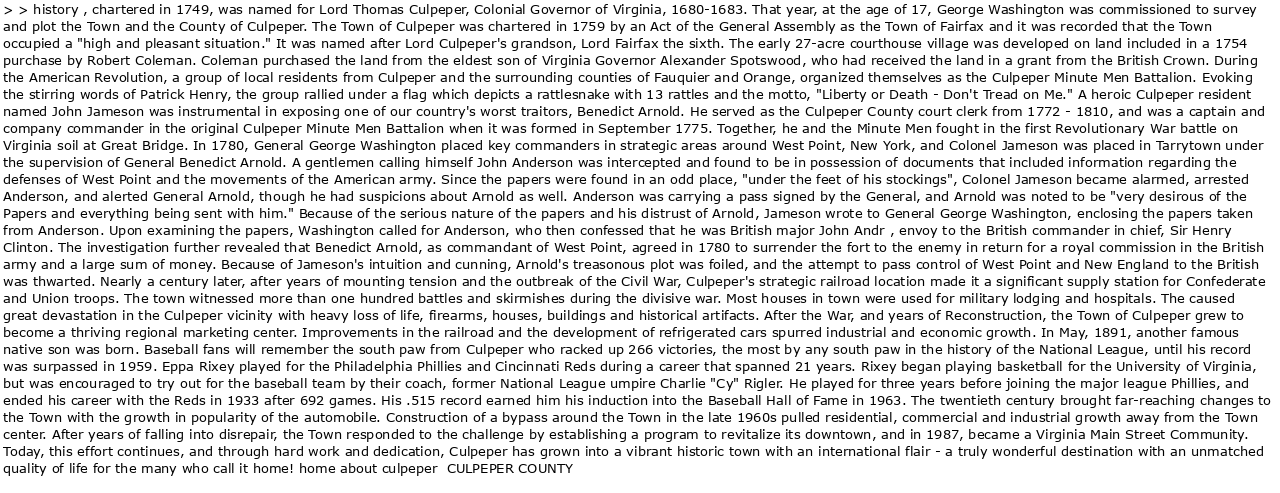 > > history , chartered in 1749, was named for Lord Thomas Culpeper, Colonial Governor of Virginia, 1680-1683. That year, at the age of 17, George Washington was commissioned to survey
and plot the Town and the County of Culpeper. The Town of Culpeper was chartered in 1759 by an Act of the General Assembly as the Town of Fairfax and it was recorded that the Town
occupied a "high and pleasant situation." It was named after Lord Culpeper's grandson, Lord Fairfax the sixth. The early 27-acre courthouse village was developed on land included in a 1754
purchase by Robert Coleman. Coleman purchased the land from the eldest son of Virginia Governor Alexander Spotswood, who had received the land in a grant from the British Crown. During
the American Revolution, a group of local residents from Culpeper and the surrounding counties of Fauquier and Orange, organized themselves as the Culpeper Minute Men Battalion. Evoking
the stirring words of Patrick Henry, the group rallied under a flag which depicts a rattlesnake with 13 rattles and the motto, "Liberty or Death - Don't Tread on Me." A heroic Culpeper resident
named John Jameson was instrumental in exposing one of our country's worst traitors, Benedict Arnold. He served as the Culpeper County court clerk from 1772 - 1810, and was a captain and
company commander in the original Culpeper Minute Men Battalion when it was formed in September 1775. Together, he and the Minute Men fought in the first Revolutionary War battle on
Virginia soil at Great Bridge. In 1780, General George Washington placed key commanders in strategic areas around West Point, New York, and Colonel Jameson was placed in Tarrytown under
the supervision of General Benedict Arnold. A gentlemen calling himself John Anderson was intercepted and found to be in possession of documents that included information regarding the
defenses of West Point and the movements of the American army. Since the papers were found in an odd place, "under the feet of his stockings", Colonel Jameson became alarmed, arrested
Anderson, and alerted General Arnold, though he had suspicions about Arnold as well. Anderson was carrying a pass signed by the General, and Arnold was noted to be "very desirous of the
Papers and everything being sent with him." Because of the serious nature of the papers and his distrust of Arnold, Jameson wrote to General George Washington, enclosing the papers taken
from Anderson. Upon examining the papers, Washington called for Anderson, who then confessed that he was British major John Andr , envoy to the British commander in chief, Sir Henry
Clinton. The investigation further revealed that Benedict Arnold, as commandant of West Point, agreed in 1780 to surrender the fort to the enemy in return for a royal commission in the British
army and a large sum of money. Because of Jameson's intuition and cunning, Arnold's treasonous plot was foiled, and the attempt to pass control of West Point and New England to the British
was thwarted. Nearly a century later, after years of mounting tension and the outbreak of the Civil War, Culpeper's strategic railroad location made it a significant supply station for Confederate
and Union troops. The town witnessed more than one hundred battles and skirmishes during the divisive war. Most houses in town were used for military lodging and hospitals. The caused
great devastation in the Culpeper vicinity with heavy loss of life, firearms, houses, buildings and historical artifacts. After the War, and years of Reconstruction, the Town of Culpeper grew to
become a thriving regional marketing center. Improvements in the railroad and the development of refrigerated cars spurred industrial and economic growth. In May, 1891, another famous
native son was born. Baseball fans will remember the south paw from Culpeper who racked up 266 victories, the most by any south paw in the history of the National League, until his record
was surpassed in 1959. Eppa Rixey played for the Philadelphia Phillies and Cincinnati Reds during a career that spanned 21 years. Rixey began playing basketball for the University of Virginia,
but was encouraged to try out for the baseball team by their coach, former National League umpire Charlie "Cy" Rigler. He played for three years before joining the major league Phillies, and
ended his career with the Reds in 1933 after 692 games. His .515 record earned him his induction into the Baseball Hall of Fame in 1963. The twentieth century brought far-reaching changes to
the Town with the growth in popularity of the automobile. Construction of a bypass around the Town in the late 1960s pulled residential, commercial and industrial growth away from the Town
center. After years of falling into disrepair, the Town responded to the challenge by establishing a program to revitalize its downtown, and in 1987, became a Virginia Main Street Community.
Today, this effort continues, and through hard work and dedication, Culpeper has grown into a vibrant historic town with an international flair - a truly wonderful destination with an unmatched
quality of life for the many who call it home! home about culpeper  CULPEPER COUNTY